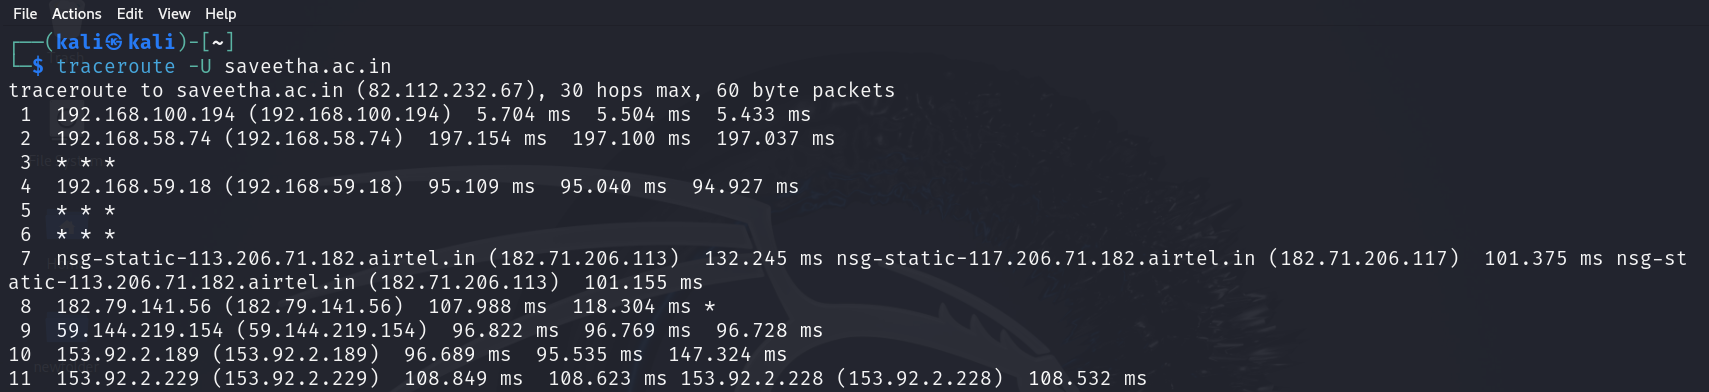 File Actions Edit View Help
┌──(kali㉿kali)-[~]
└─$ traceroute -U saveetha.ac.in
traceroute to saveetha.ac.in (82.112.232.67), 30 hops max, 60 byte packets
 1  192.168.100.194 (192.168.100.194)  5.704 ms  5.504 ms  5.433 ms
 2  192.168.58.74 (192.168.58.74)  197.154 ms  197.100 ms  197.037 ms
 3  * * *
 4  192.168.59.18 (192.168.59.18)  95.109 ms  95.040 ms  94.927 ms
 5  * * *
 6  * * *
 7  nsg-static-113.206.71.182.airtel.in (182.71.206.113)  132.245 ms nsg-static-117.206.71.182.airtel.in (182.71.206.117)  101.375 ms nsg-st
atic-113.206.71.182.airtel.in (182.71.206.113)  101.155 ms
 8  182.79.141.56 (182.79.141.56)  107.988 ms  118.304 ms *
 9  59.144.219.154 (59.144.219.154)  96.822 ms  96.769 ms  96.728 ms
10  153.92.2.189 (153.92.2.189)  96.689 ms  95.535 ms  147.324 ms
11  153.92.2.229 (153.92.2.229)  108.849 ms  108.623 ms 153.92.2.228 (153.92.2.228)  108.532 ms